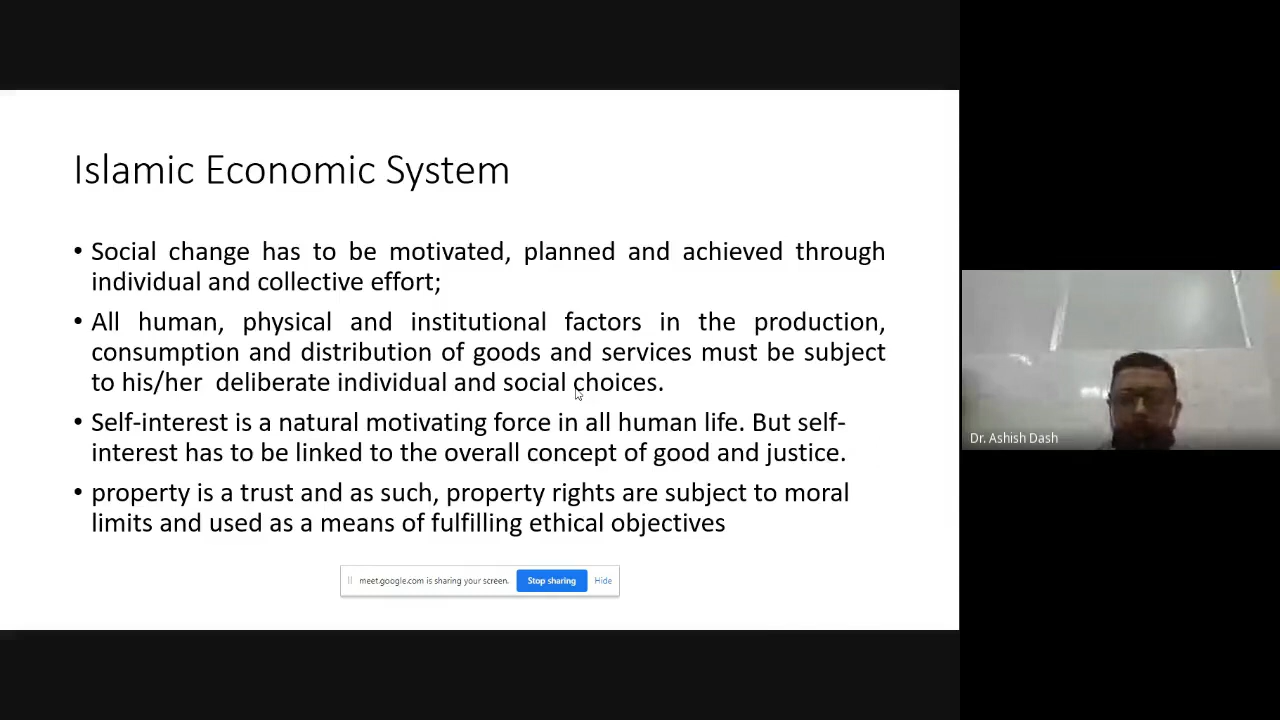 Islamic Economic System
• Social change has to be motivated, planned and achieved through
individual and collective effort;
• All human, physical and institutional factors in the production,
consumption and distribution of goods and services must be subject
to his/her deliberate individual and social choices.
• Self-interest is a natural motivating force in all human life. But self-
interest has to be linked to the overall concept of good and justice.
• property is a trust and as such, property rights are subject to moral
limits and used as a means of fulfilling ethical objectives
meet.google.com is sharing your screen. Stop sharing Hide
Dr. Ashish Dash